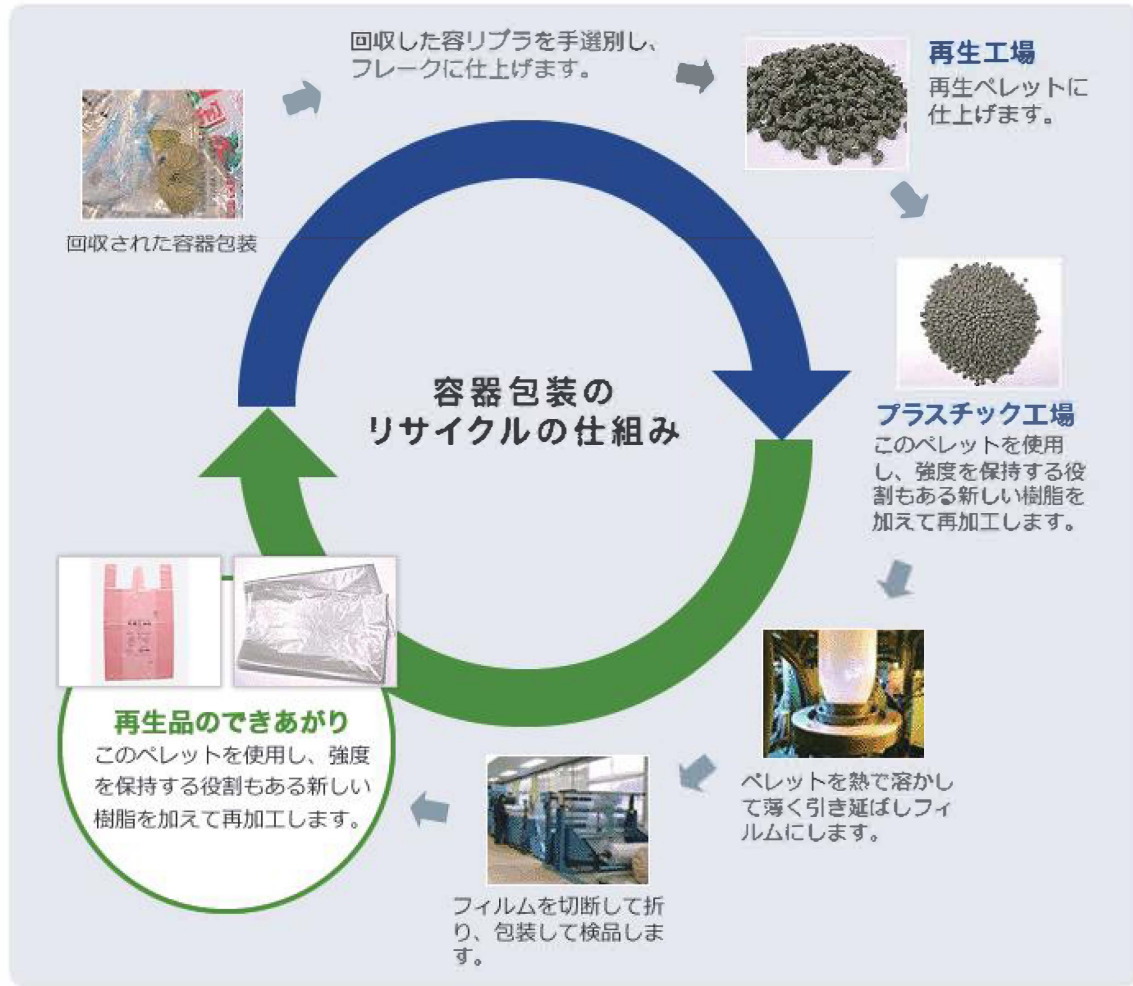 回収した容リプラを手選別し、
フレークに仕上げます。
再生工場
再生ペレットに
仕上げます。
回収された容器包装
容器包装の
リサイクルの仕組み
プラスチック工場
このペレットを使用
し、強度を保持する役
割もある新しい樹脂を
加えて再加工します。
ペレットを熱で溶かし
て薄く引き延ばしフィ
ルムにします。
フィルムを切断して折
り、包装して検品しま
す。
再生品のできあがり
このペレットを使用し、強度
を保持する役割もある新しい
樹脂を加えて再加工します。